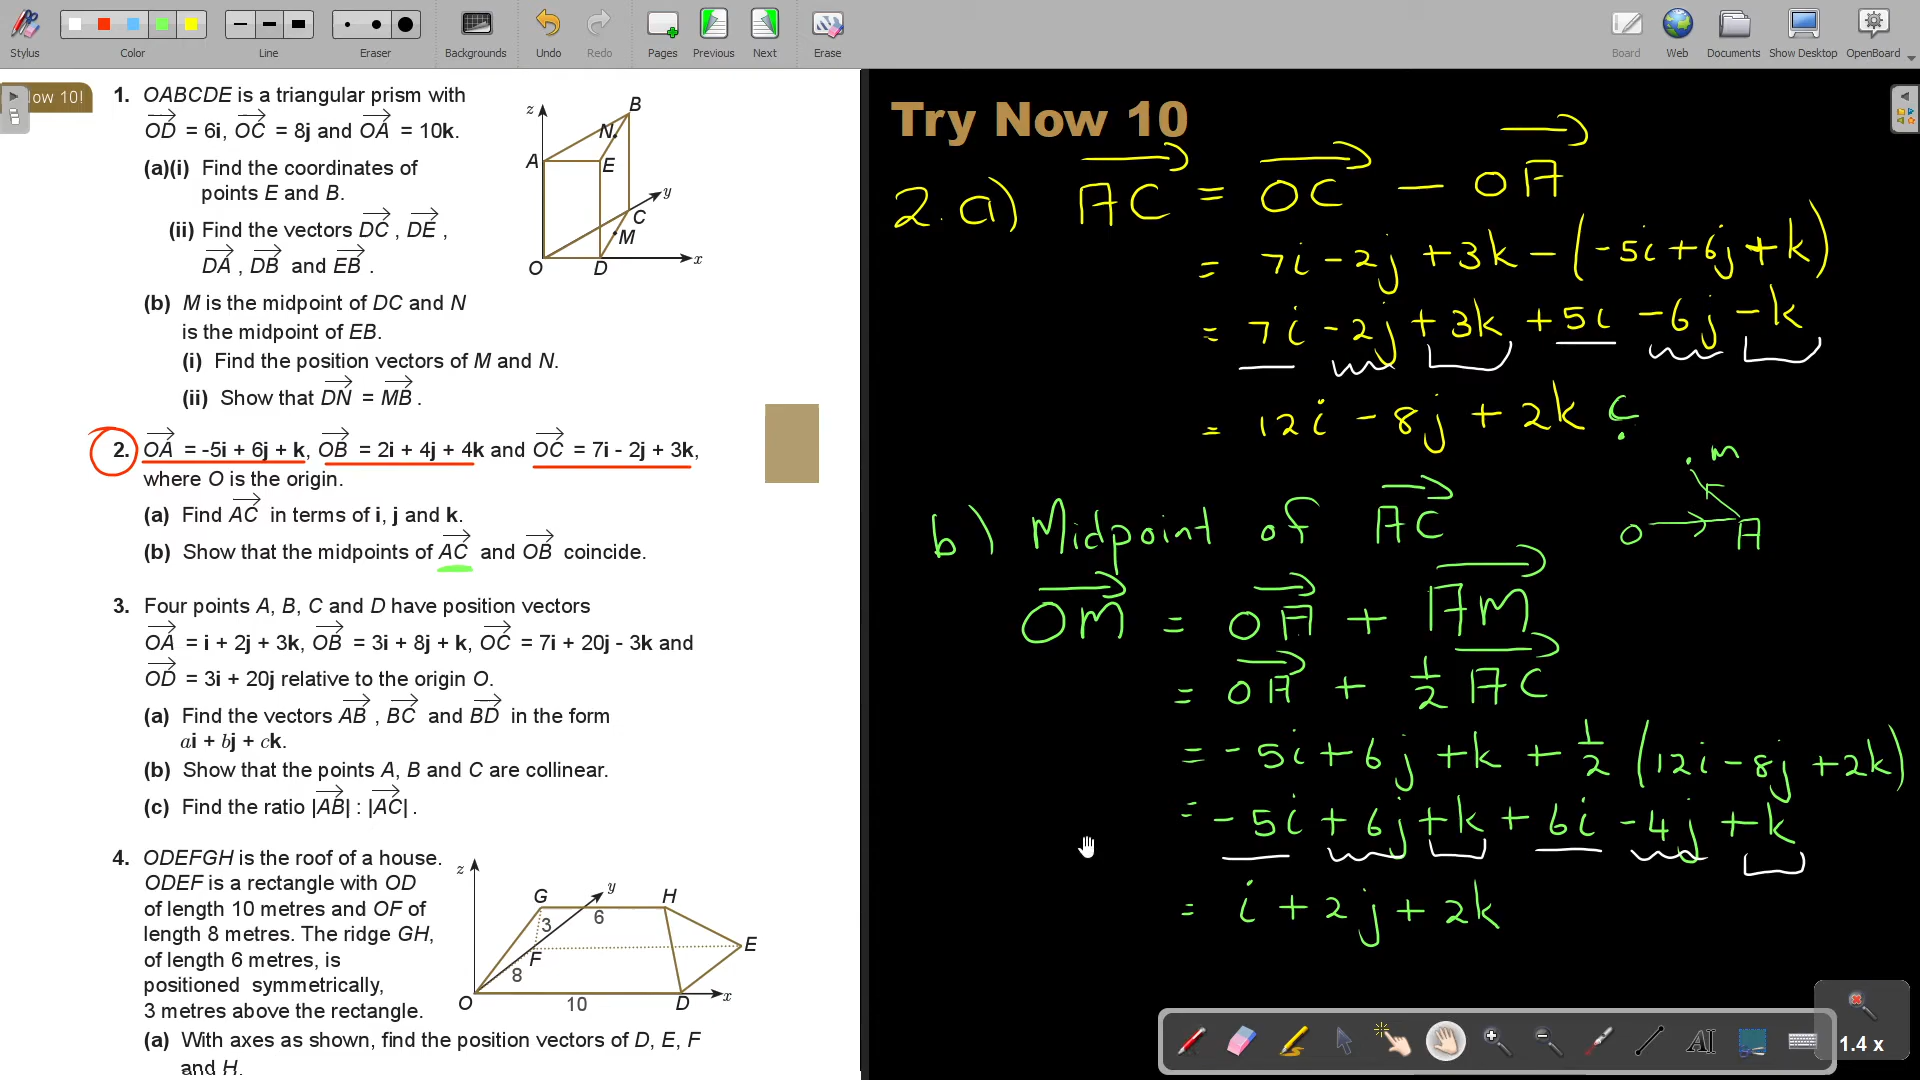 Stylus Color Line Eraser Backgrounds Undo Redo Pages Previous Next Erase Board Web Documents Show Desktop OpenBoard
ow 10!
1. OABCDE is a triangular prism with
OD = 6i, OC = 8j and OA = 10k.
(a)(i) Find the coordinates of
points E and B.
(ii) Find the vectors DC , DE ,
DA , DB and EB .
(b) M is the midpoint of DC and N
is the midpoint of EB.
(i) Find the position vectors of M and N.
(ii) Show that DN = MB .
z B N A E y C M O D x
2. OA = -5i + 6j + k, OB = 2i + 4j + 4k and OC = 7i - 2j + 3k,
where O is the origin.
(a) Find AC in terms of i, j and k.
(b) Show that the midpoints of AC and OB coincide.
3. Four points A, B, C and D have position vectors
OA = i + 2j + 3k, OB = 3i + 8j + k, OC = 7i + 20j - 3k and
OD = 3i + 20j relative to the origin O.
(a) Find the vectors AB , BC and BD in the form
ai + bj + ck.
(b) Show that the points A, B and C are collinear.
(c) Find the ratio |AB| : |AC| .
4. ODEFGH is the roof of a house.
ODEF is a rectangle with OD
of length 10 metres and OF of
length 8 metres. The ridge GH,
of length 6 metres, is
positioned symmetrically,
3 metres above the rectangle.
(a) With axes as shown, find the position vectors of D, E, F
and H.
z G y H 3 6 F E 8 O 10 D x
Try Now 10
2. a) AC = OC - OA
= 7i - 2j + 3k - (-5i + 6j + k)
= 7i - 2j + 3k + 5i - 6j - k
= 12i - 8j + 2k
C
M
O A
b) Midpoint of AC
OM = OA + AM
= OA + 1/2 AC
= -5i + 6j + k + 1/2 (12i - 8j + 2k)
= -5i + 6j + k + 6i - 4j + k
= i + 2j + 2k
1.4 x